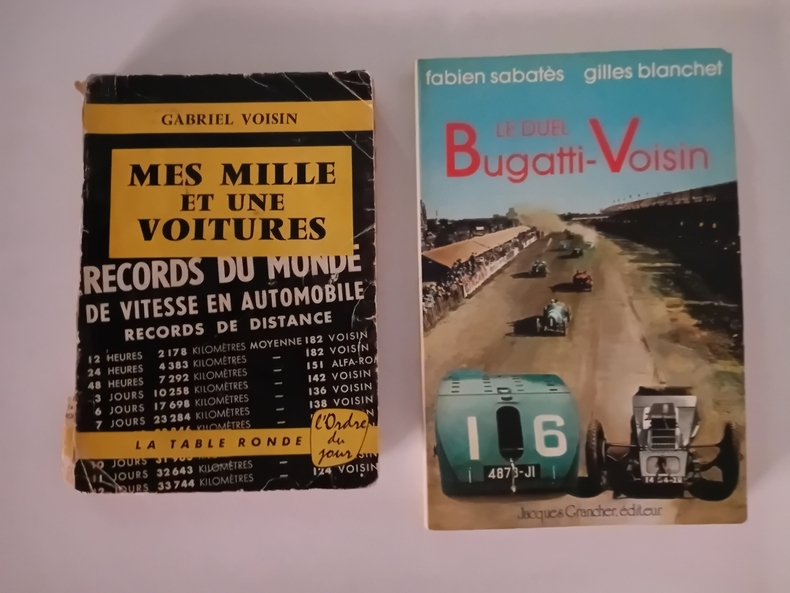 GABRIEL VOISIN
MES MILLE
ET UNE
VOITURES
RECORDS DU MONDE
DE VITESSE EN AUTOMOBILE
RECORDS DE DISTANCE
12 HEURES 2178 KILOMÈTRES MOYENNE 182 VOISIN
24 HEURES 4383 KILOMÈTRES — 182 VOISIN
48 HEURES 7292 KILOMÈTRES — 151 ALFA-RO
3 JOURS 10258 KILOMÈTRES — 142 VOISIN
6 JOURS 17698 KILOMÈTRES — 136 VOISIN
7 JOURS 23284 KILOMÈTRES — 138 VOISIN
LA TABLE RONDE
l'Ordre
du
jour
10 JOURS
JOURS 32643 KILOMÈTRES — 124 VOISIN
JOURS 33744 KILOMÈTRES
fabien sabatès gilles blanchet
LE DUEL
Bugatti-Voisin
16
4873-J1
Jacques Grancher, éditeur